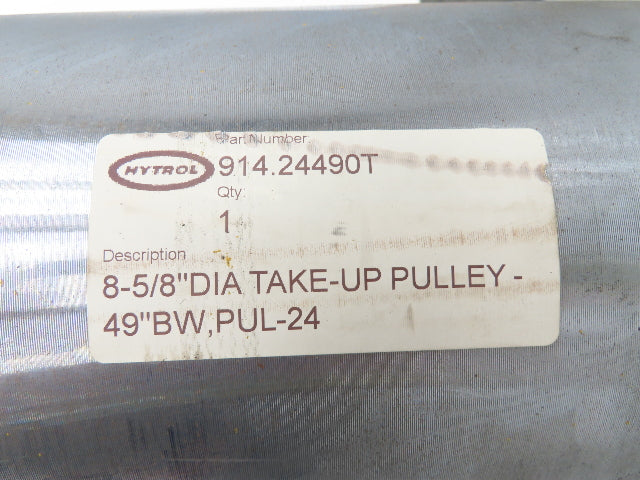 Part Number
HYTROL 914.24490T
Qty:
1
Description
8-5/8"DIA TAKE-UP PULLEY -
49"BW,PUL-24